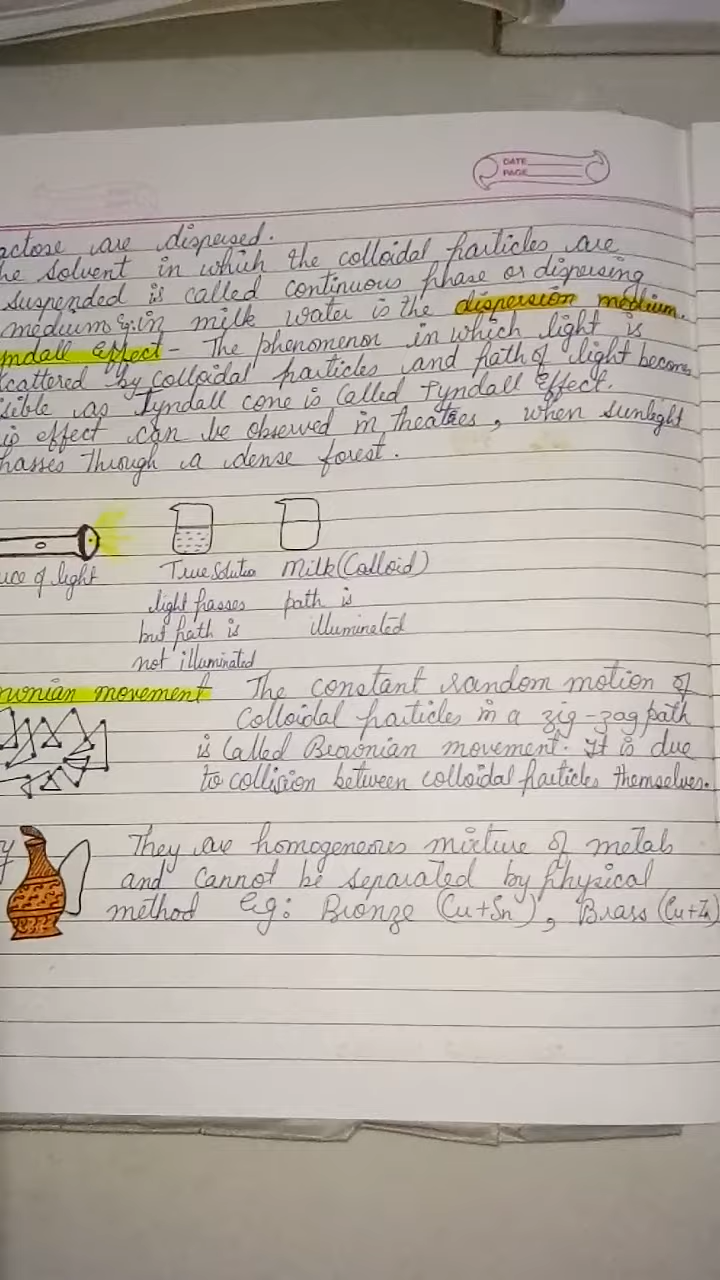 DATE
PAGE
actose are dispersed.
he solvent in which the colloidal particles are
suspended is called continuous phase or dispersing
medium e.g. in milk water is the dispersion medium.
ndall effect - The phenomenon in which light is
cattered by colloidal particles and path of light becomes
sible as Tyndall cone is called Tyndall Effect.
is effect can be observed in theatres, when sunlight
passes through a dense forest.
uce of light
True Solutio
light passes
but path is
not illuminated
Milk (Colloid)
path is
illumineted
rwonian movement The constant random motion of
Colloidal particles in a zig-zag path
is called Brownian movement. It is due
to collision between colloidal particles themselves.
y
They are homogeneous mixture of metals
and cannot be separated by physical
method eg: Bronze (Cu+Sn), Brass (Cu+Zn)